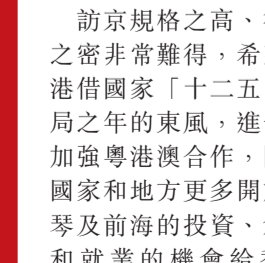 訪京規格之高、
之密非常難得，希
港借國家「十二五
局之年的東風，進
加強粵港澳合作，
國家和地方更多開
琴及前海的投資、
和就業的機會給